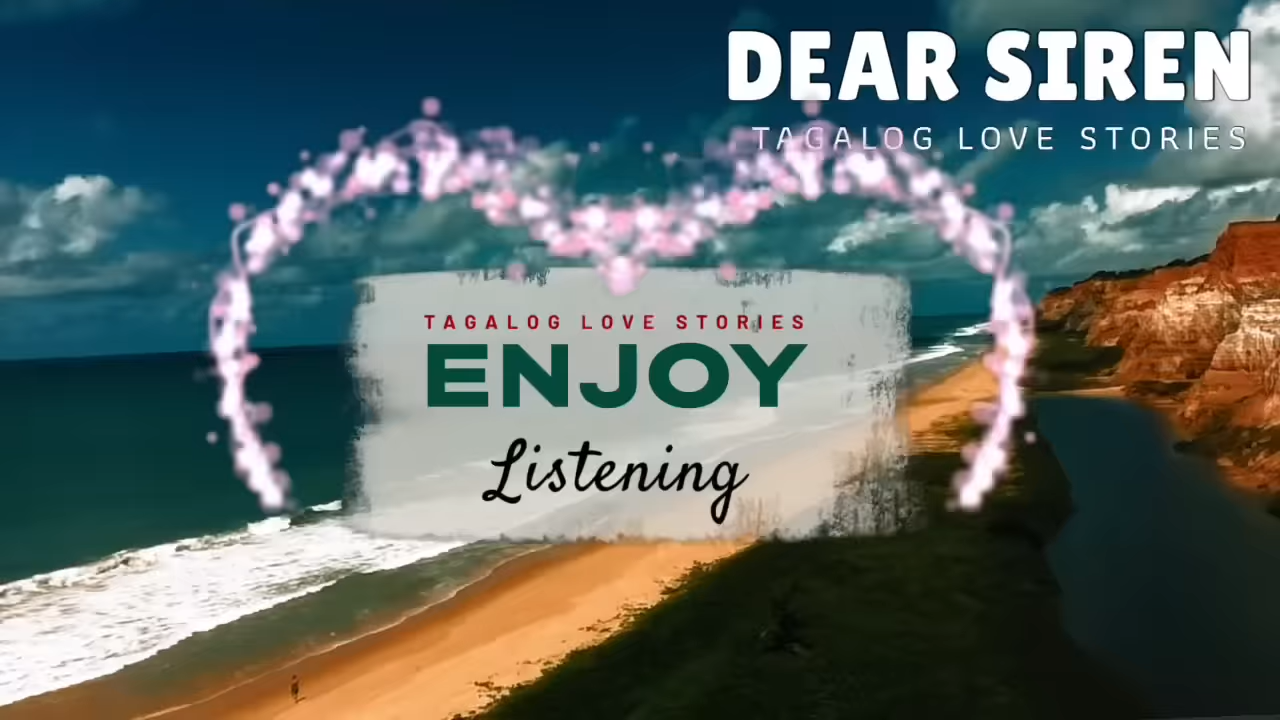 DEAR SIREN
TAGALOG LOVE STORIES
TAGALOG LOVE STORIES
ENJOY
Listening